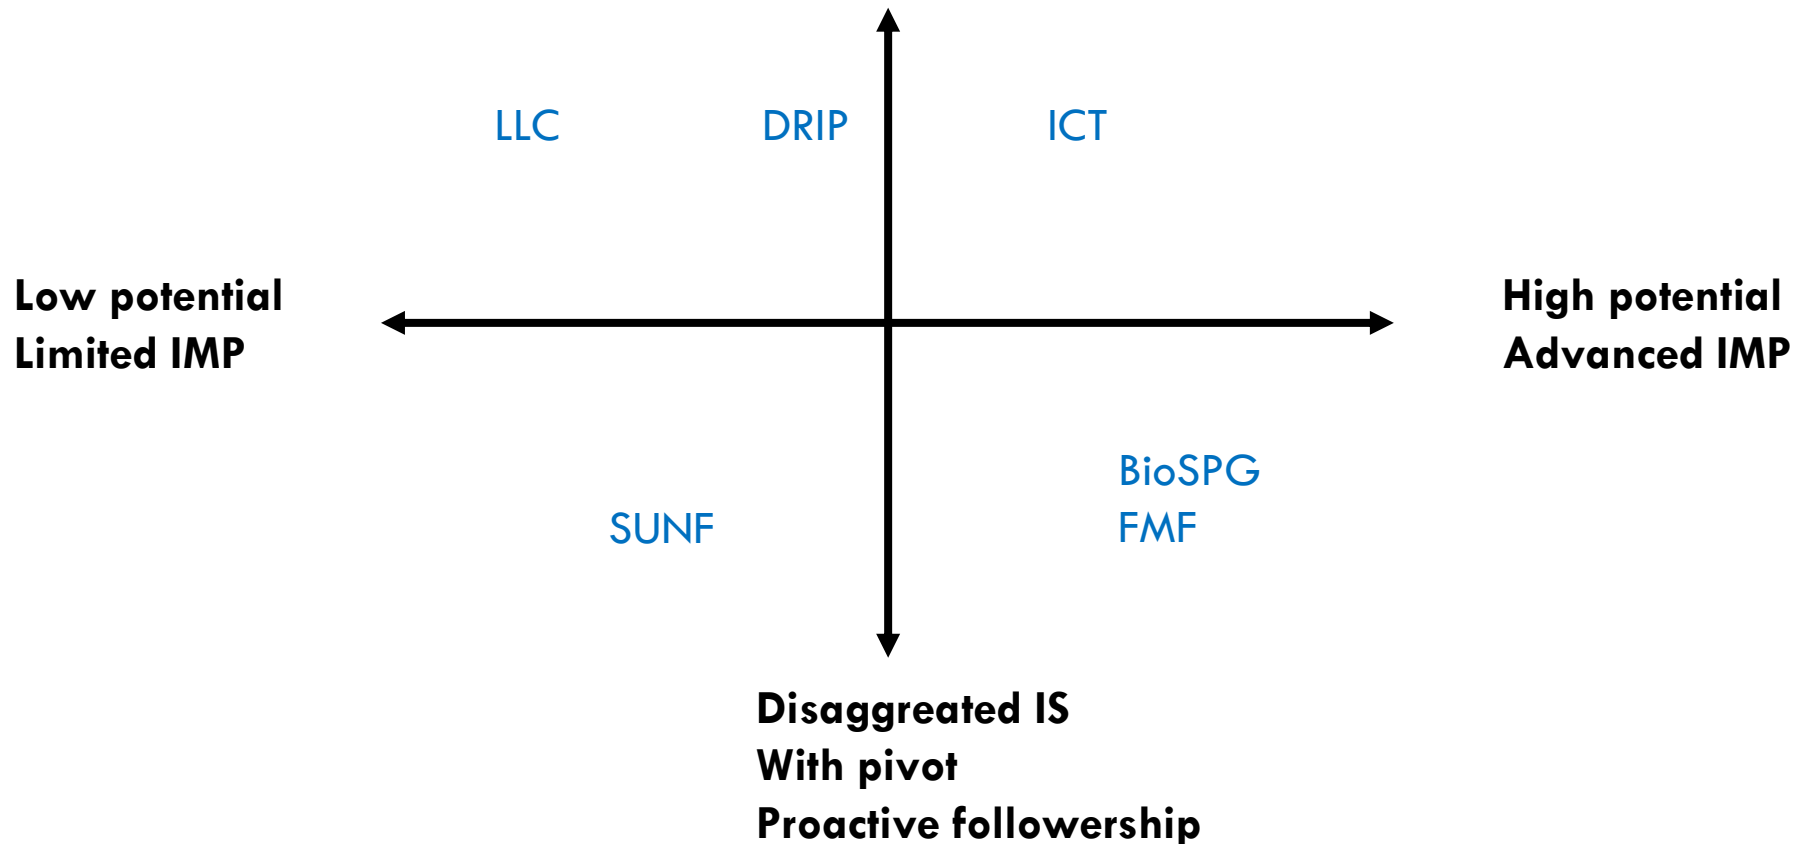 LLC DRIP ICT
Low potential
Limited IMP
High potential
Advanced IMP
BioSPG
FMF
SUNF
Disaggreated IS
With pivot
Proactive followership